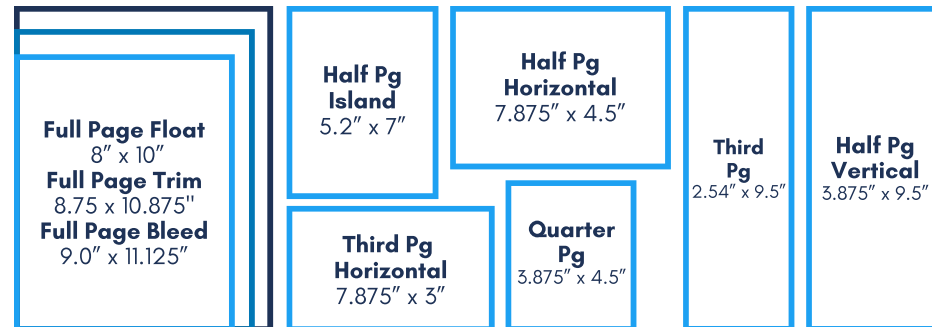 Full Page Float
8” x 10”
Full Page Trim
8.75 x 10.875"
Full Page Bleed
9.0” x 11.125”
Half Pg
Island
5.2” x 7”
Third Pg
Horizontal
7.875” x 3”
Half Pg
Horizontal
7.875” x 4.5”
Quarter
Pg
3.875” x 4.5”
Third
Pg
2.54” x 9.5”
Half Pg
Vertical
3.875” x 9.5”